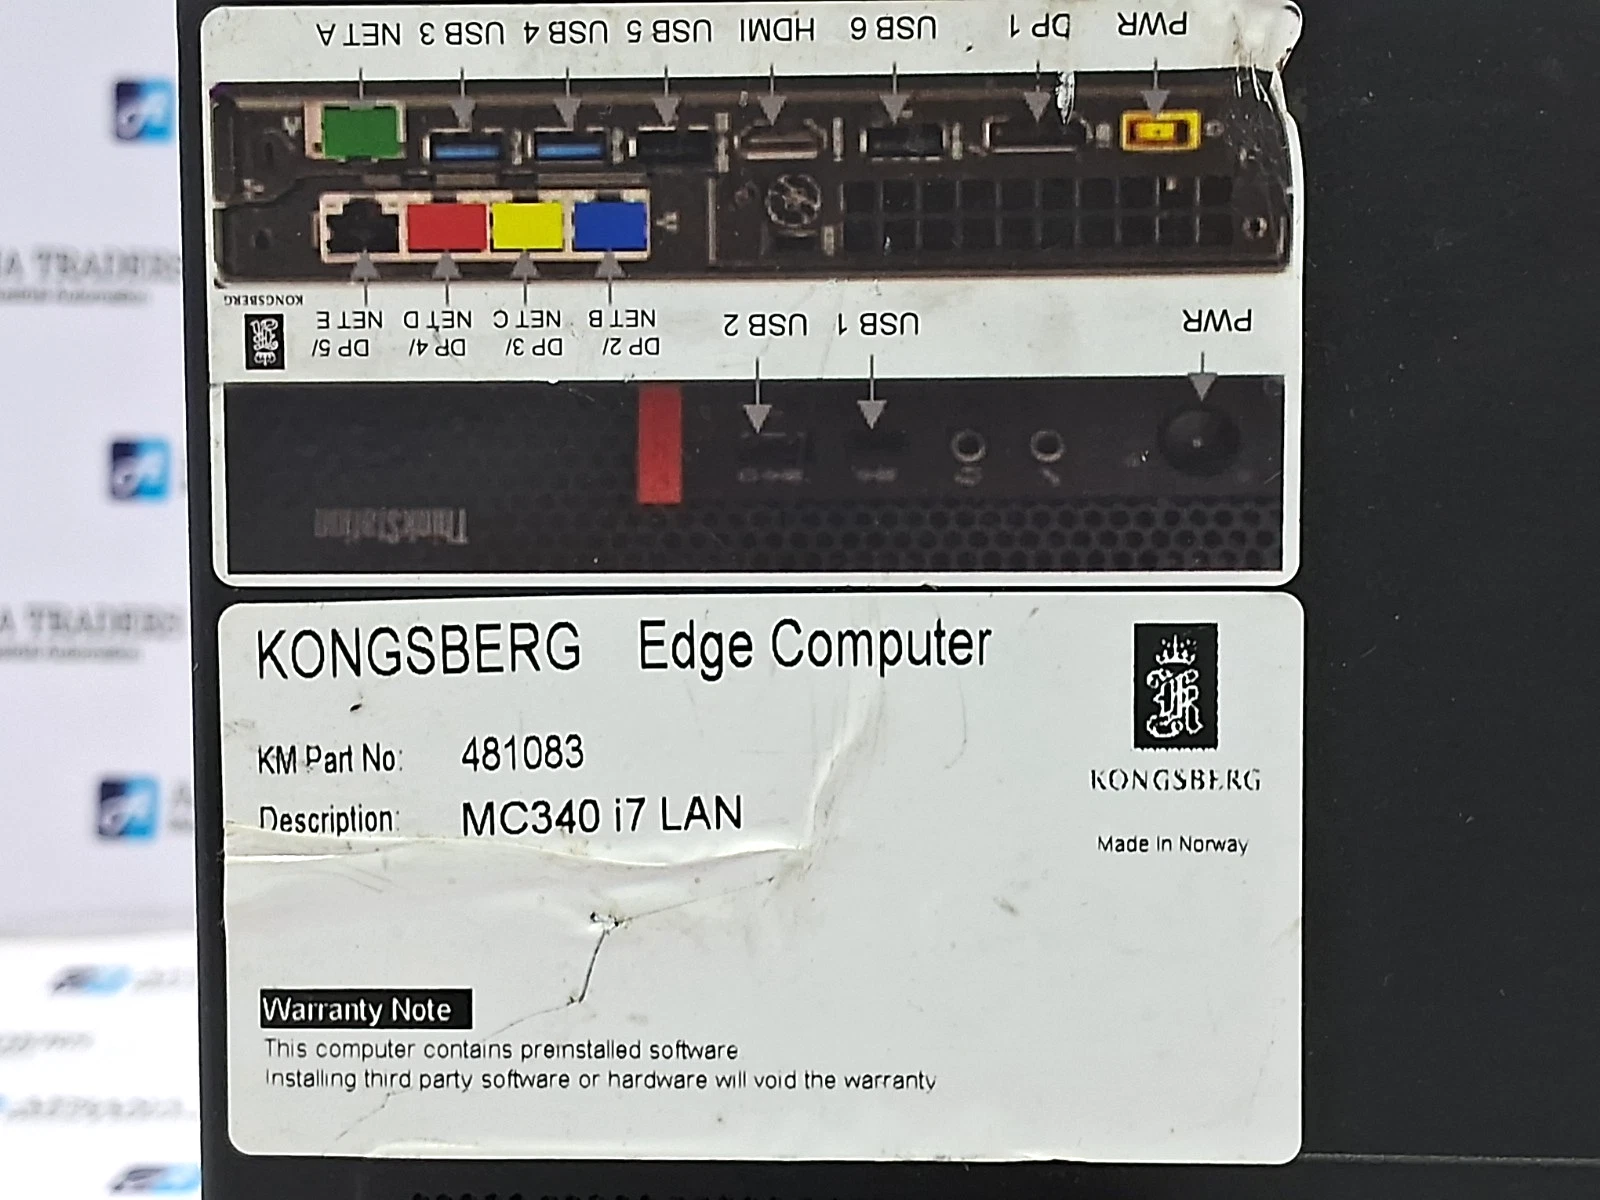 NET A USB 3 USB 4 USB 5 HDMI USB 6 DP 1 PWR
KONGSBERG
NET E NET D NET C NET B USB 2 USB 1 PWR
DP 5/ DP 4/ DP 3/ DP 2/
ThinkStation
KONGSBERG Edge Computer
KM Part No: 481083
Description: MC340 i7 LAN
KONGSBERG
Made In Norway
Warranty Note
This computer contains preinstalled software
Installing third party software or hardware will void the warranty
A TRADERS
A TRADERS